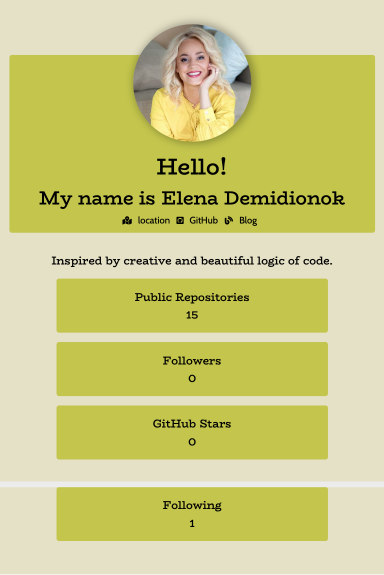 Hello!
My name is Elena Demidionok
location GitHub Blog
Inspired by creative and beautiful logic of code.
Public Repositories
15
Followers
0
GitHub Stars
0
Following
1